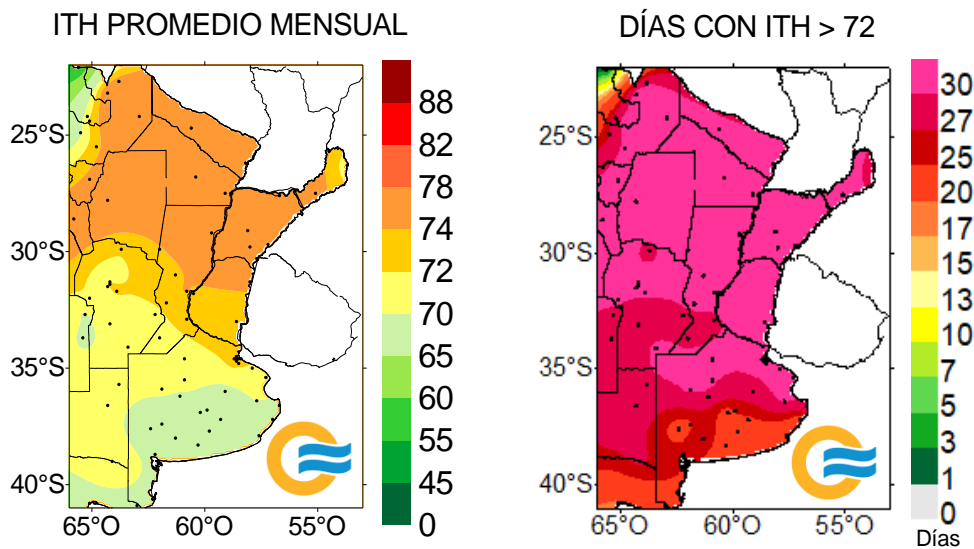 ITH PROMEDIO MENSUAL
25°S
30°S
35°S
40°S
65°O 60°O 55°O
88
82
78
74
72
70
65
60
55
45
0
DÍAS CON ITH > 72
25°S
30°S
35°S
40°S
65°O 60°O 55°O
30
27
25
20
17
15
13
10
7
5
3
1
0
Días